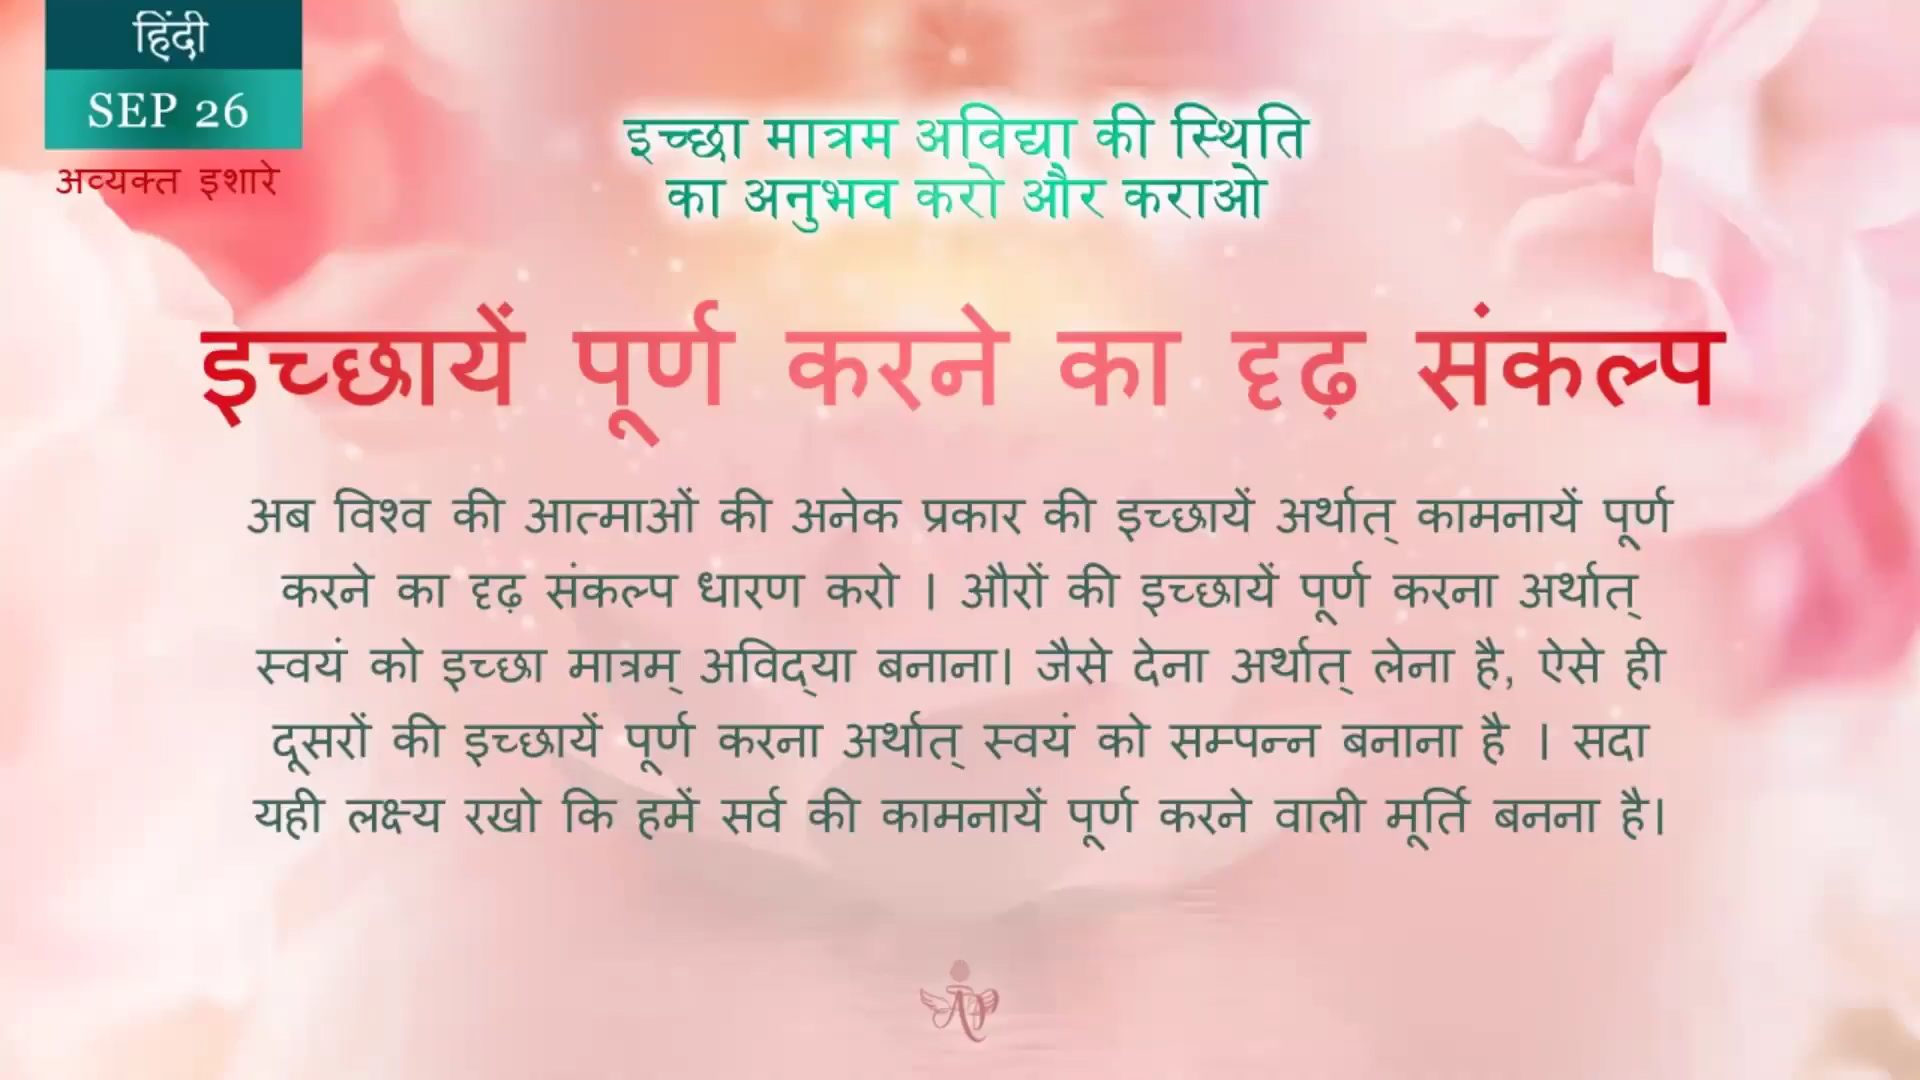 हिंदी
SEP 26
अव्यक्त इशारे
इच्छा मात्रम अविद्या की स्थिति
का अनुभव करो और कराओ
इच्छायें पूर्ण करने का दृढ़ संकल्प
अब विश्व की आत्माओं की अनेक प्रकार की इच्छायें अर्थात् कामनायें पूर्ण
करने का दृढ़ संकल्प धारण करो । औरों की इच्छायें पूर्ण करना अर्थात्
स्वयं को इच्छा मात्रम् अविद्‌या बनाना। जैसे देना अर्थात् लेना है, ऐसे ही
दूसरों की इच्छायें पूर्ण करना अर्थात् स्वयं को सम्पन्न बनाना है । सदा
यही लक्ष्य रखो कि हमें सर्व की कामनायें पूर्ण करने वाली मूर्ति बनना है।